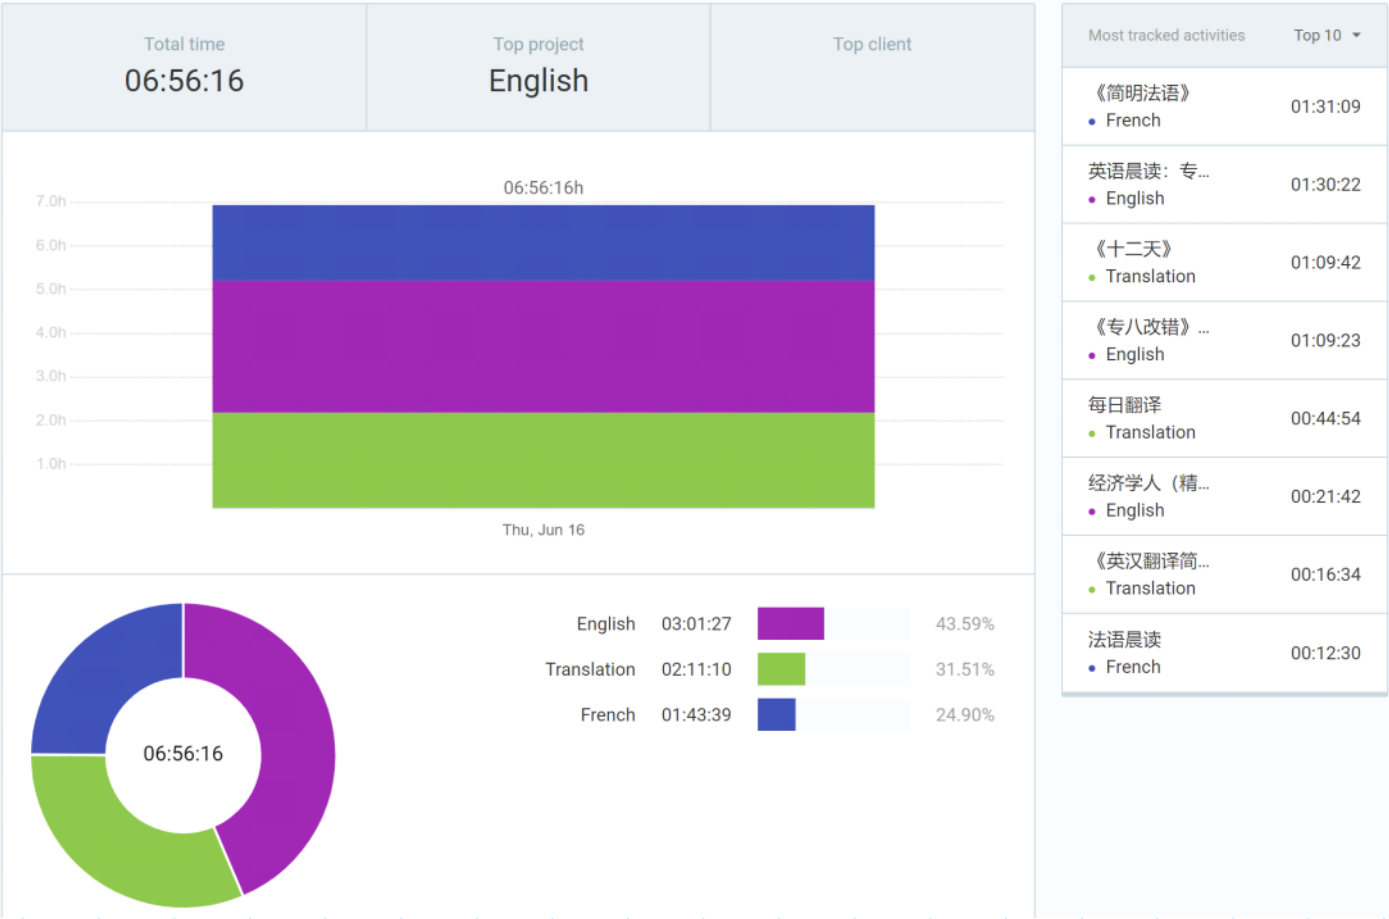 Total time
06:56:16
Top project
English
Top client
06:56:16h
7.0h
6.0h
5.0h
4.0h
3.0h
2.0h
1.0h
Thu, Jun 16
06:56:16
English 03:01:27 43.59%
Translation 02:11:10 31.51%
French 01:43:39 24.90%
Most tracked activities Top 10
《简明法语》
French 01:31:09
英语晨读：专...
English 01:30:22
《十二天》
Translation 01:09:42
《专八改错》...
English 01:09:23
每日翻译
Translation 00:44:54
经济学人（精...
English 00:21:42
《英汉翻译简...
Translation 00:16:34
法语晨读
French 00:12:30